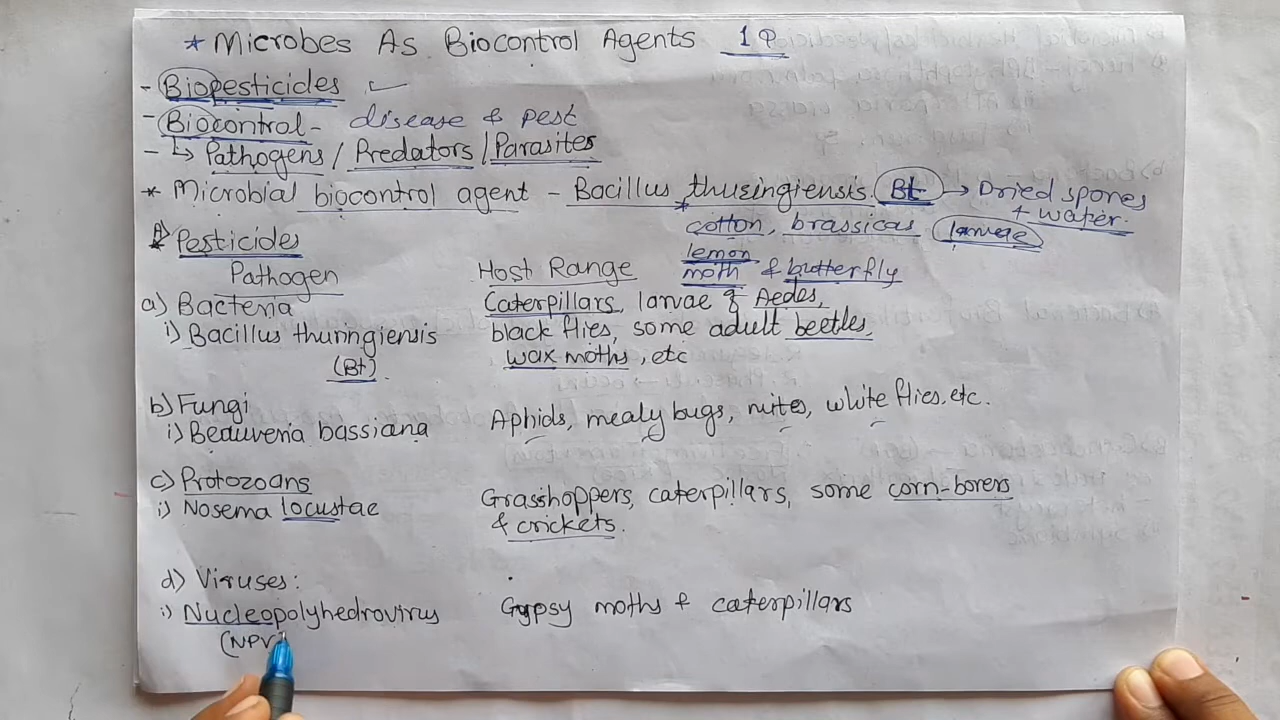 * Microbes As Biocontrol Agents 1Q
- Biopesticides
- Biocontrol - disease & pest
- ↳ Pathogens / Predators / Parasites
* Microbial biocontrol agent - Bacillus thuringiensis. Bt → Dried spores + water.
cotton, brassicas larvae
A) Pesticides lemon
Pathogen Host Range moth & butterfly
a) Bacteria Caterpillars, larvae of Aedes,
i) Bacillus thuringiensis black flies, some adult beetles,
(Bt) wax moths, etc
b) Fungi
i) Beauveria bassiana Aphids, mealy bugs, mites, white flies, etc.
c) Protozoans
i) Nosema locustae Grasshoppers, caterpillars, some corn-borers
& crickets.
d) Viruses:
i) Nucleopolyhedrovirus Gypsy moths & caterpillars
(NPV)